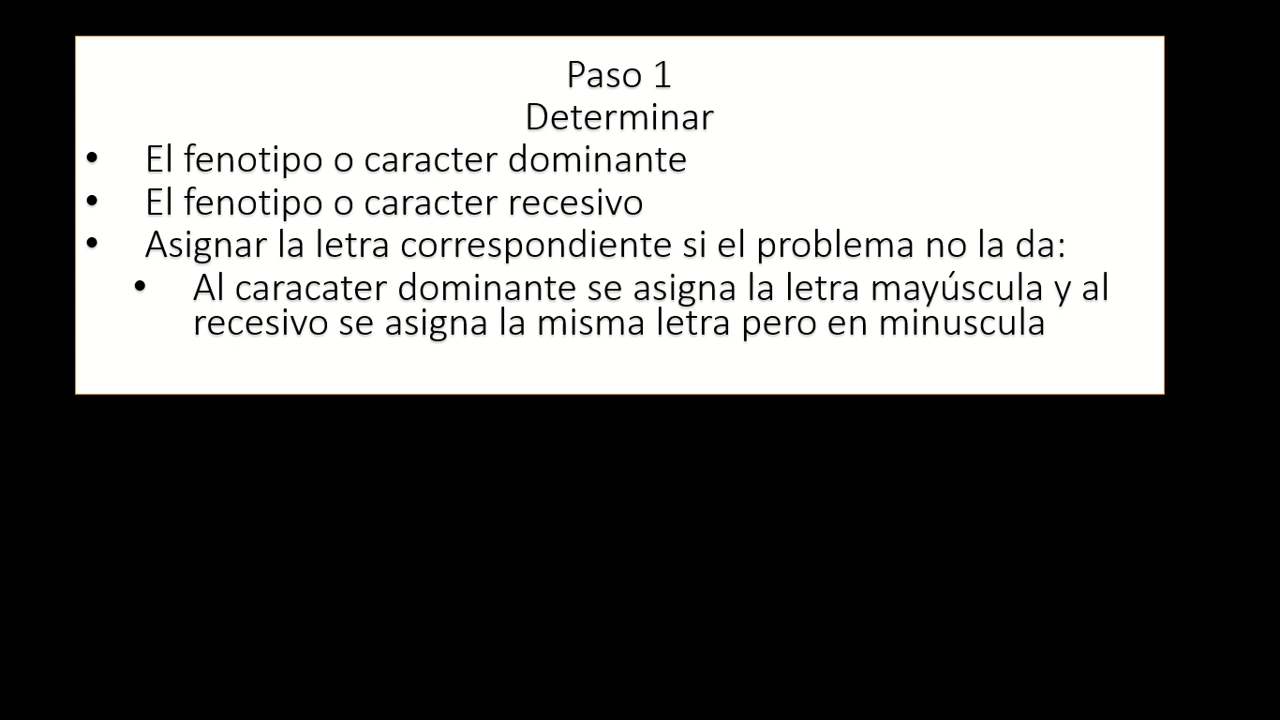 Paso 1
Determinar
• El fenotipo o caracter dominante
• El fenotipo o caracter recesivo
• Asignar la letra correspondiente si el problema no la da:
• Al caracater dominante se asigna la letra mayúscula y al
recesivo se asigna la misma letra pero en minuscula